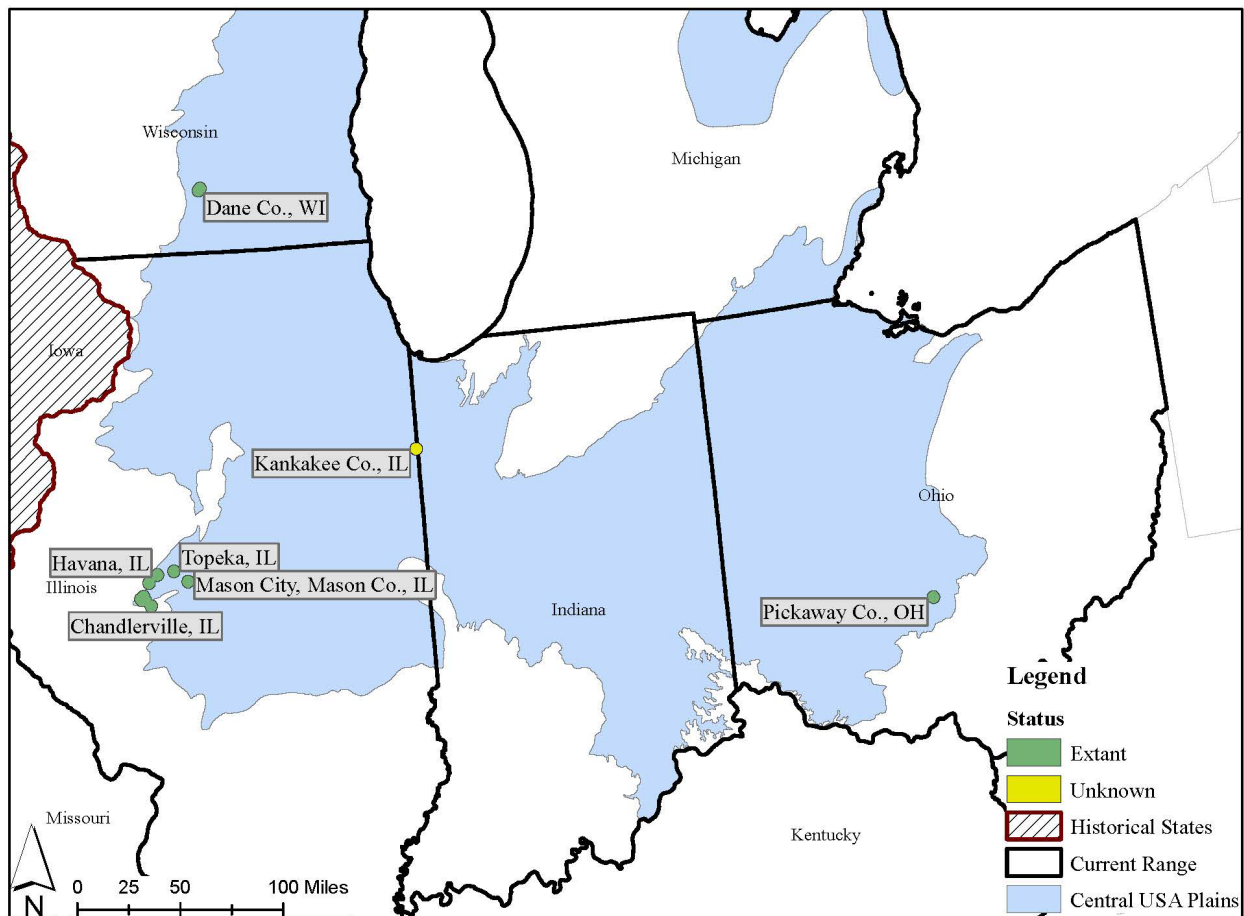 Wisconsin
Michigan
Dane Co., WI
Iowa
Kankakee Co., IL
Ohio
Havana, IL
Topeka, IL
Illinois
Mason City, Mason Co., IL
Chandlerville, IL
Indiana
Pickaway Co., OH
Missouri
Kentucky
Legend
Status
Extant
Unknown
Historical States
Current Range
Central USA Plains
N
0 25 50 100 Miles